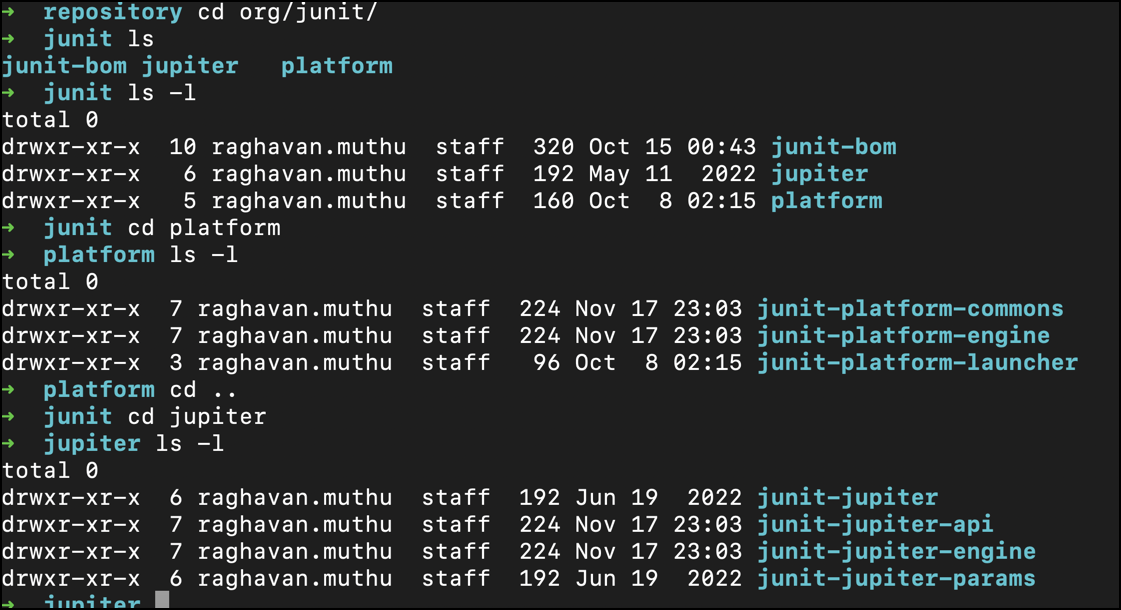 → repository cd org/junit/
→ junit ls
junit-bom jupiter platform
→ junit ls -l
total 0
drwxr-xr-x 10 raghavan.muthu staff 320 Oct 15 00:43 junit-bom
drwxr-xr-x 6 raghavan.muthu staff 192 May 11 2022 jupiter
drwxr-xr-x 5 raghavan.muthu staff 160 Oct 8 02:15 platform
→ junit cd platform
→ platform ls -l
total 0
drwxr-xr-x 7 raghavan.muthu staff 224 Nov 17 23:03 junit-platform-commons
drwxr-xr-x 7 raghavan.muthu staff 224 Nov 17 23:03 junit-platform-engine
drwxr-xr-x 3 raghavan.muthu staff 96 Oct 8 02:15 junit-platform-launcher
→ platform cd ..
→ junit cd jupiter
→ jupiter ls -l
total 0
drwxr-xr-x 6 raghavan.muthu staff 192 Jun 19 2022 junit-jupiter
drwxr-xr-x 7 raghavan.muthu staff 224 Nov 17 23:03 junit-jupiter-api
drwxr-xr-x 7 raghavan.muthu staff 224 Nov 17 23:03 junit-jupiter-engine
drwxr-xr-x 6 raghavan.muthu staff 192 Jun 19 2022 junit-jupiter-params
→ jupiter